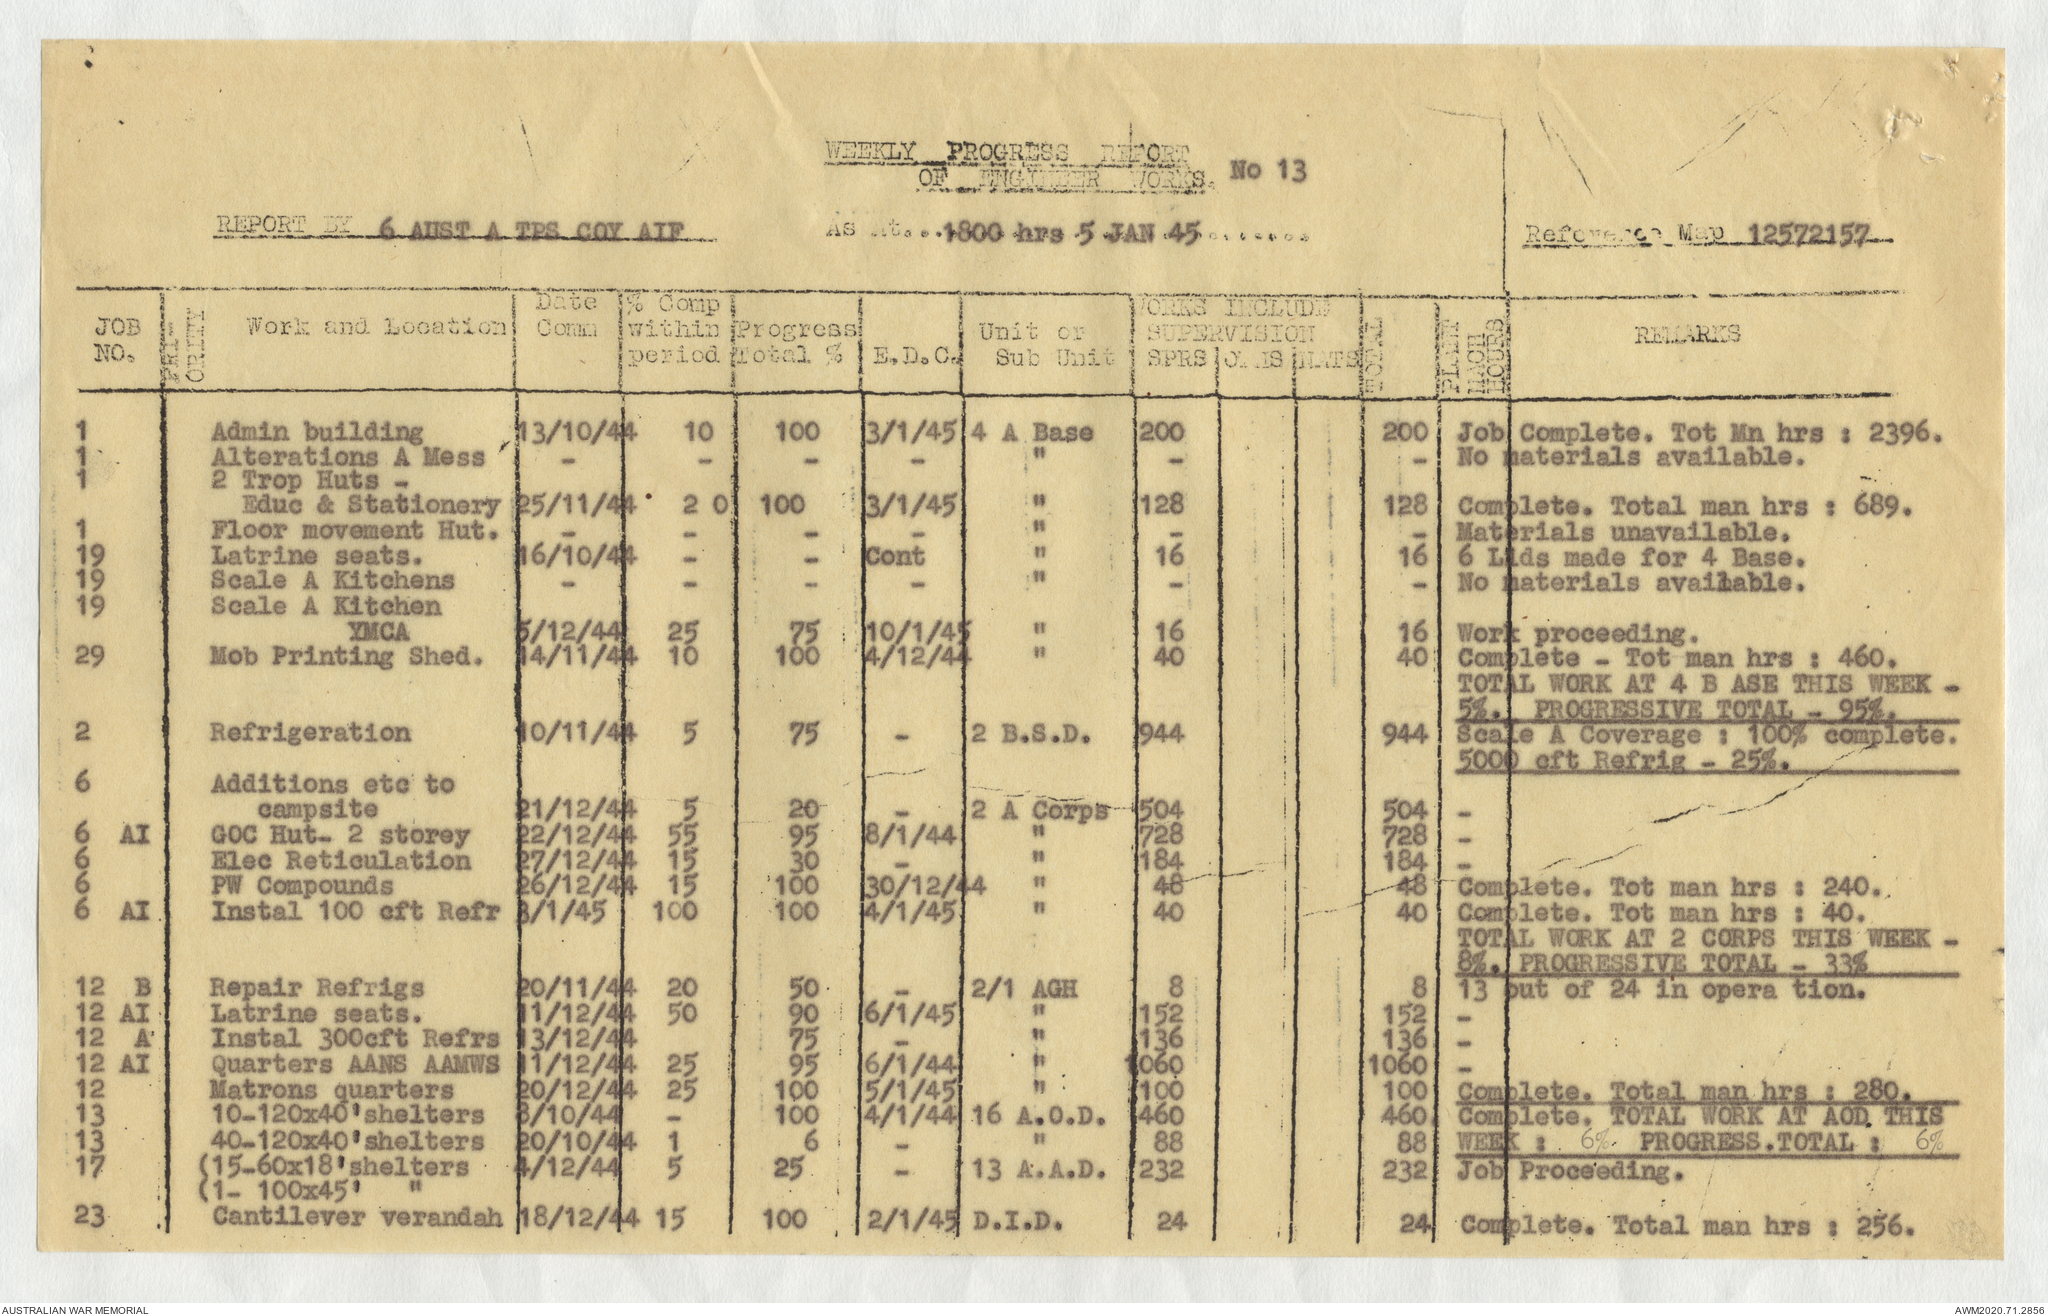 WEEKLY PROGRESS REPORT
OF ENGINEER WORKS. No 13
REPORT BY 6 AUST A TPS COY AIF As At...1800 hrs 5 JAN 45........ Reference Map 12572157
JOB NO. PRI-ORITY Work and Location Date Comm % Comp within period Progress Total % E.D.C. Unit or Sub Unit WORKS INCLUDE SUPERVISION SPRS NATS TOTAL PLANT MACH HOURS REMARKS
1 Admin building 13/10/44 10 100 3/1/45 4 A Base 200 200 Job Complete. Tot Mn hrs : 2396.
1 Alterations A Mess - - - - " - - No materials available.
1 2 Trop Huts -
Educ & Stationery 25/11/44 2 0 100 3/1/45 " 128 128 Complete. Total man hrs : 689.
1 Floor movement Hut. - - - - " - - Materials unavailable.
19 Latrine seats. 16/10/44 - - Cont " 16 16 6 Lids made for 4 Base.
19 Scale A Kitchens - - - - " - - No materials available.
19 Scale A Kitchen
YMCA 5/12/44 25 75 10/1/45 " 16 16 Work proceeding.
29 Mob Printing Shed. 14/11/44 10 100 4/12/44 " 40 40 Complete - Tot man hrs : 460.
TOTAL WORK AT 4 B ASE THIS WEEK -
5%. PROGRESSIVE TOTAL - 95%.
2 Refrigeration 10/11/44 5 75 - 2 B.S.D. 944 944 Scale A Coverage : 100% complete.
5000 cft Refrig - 25%.
6 Additions etc to
campsite 21/12/44 5 20 - 2 A Corps 504 504 -
6 AI GOC Hut- 2 storey 22/12/44 55 95 8/1/44 " 728 728 -
6 Elec Reticulation 27/12/44 15 30 - " 184 184 -
6 PW Compounds 26/12/44 15 100 30/12/44 " 48 48 Complete. Tot man hrs : 240.
6 AI Instal 100 cft Refr 3/1/45 100 100 4/1/45 " 40 40 Complete. Tot man hrs : 40.
TOTAL WORK AT 2 CORPS THIS WEEK -
8%. PROGRESSIVE TOTAL - 33%
12 B Repair Refrigs 20/11/44 20 50 - 2/1 AGH 8 8 13 out of 24 in opera tion.
12 AI Latrine seats. 11/12/44 50 90 6/1/45 " 152 152 -
12 A Instal 300cft Refrs 13/12/44 75 - " 136 136 -
12 AI Quarters AANS AAMWS 11/12/44 25 95 6/1/44 " 1060 1060 -
12 Matrons quarters 20/12/44 25 100 5/1/45 " 100 100 Complete. Total man hrs : 280.
13 10-120x40'shelters 3/10/44 - 100 4/1/44 16 A.O.D. 460 460 Complete. TOTAL WORK AT AOD THIS
13 40-120x40'shelters 20/10/44 1 6 - " 88 88 WEEK : 6% PROGRESS.TOTAL : 6%
17 (15-60x18'shelters 4/12/44 5 25 - 13 A.A.D. 232 232 Job Proceeding.
(1- 100x45' "
23 Cantilever verandah 18/12/44 15 100 2/1/45 D.I.D. 24 24 Complete. Total man hrs : 256.
AUSTRALIAN WAR MEMORIAL AWM2020.71.2856